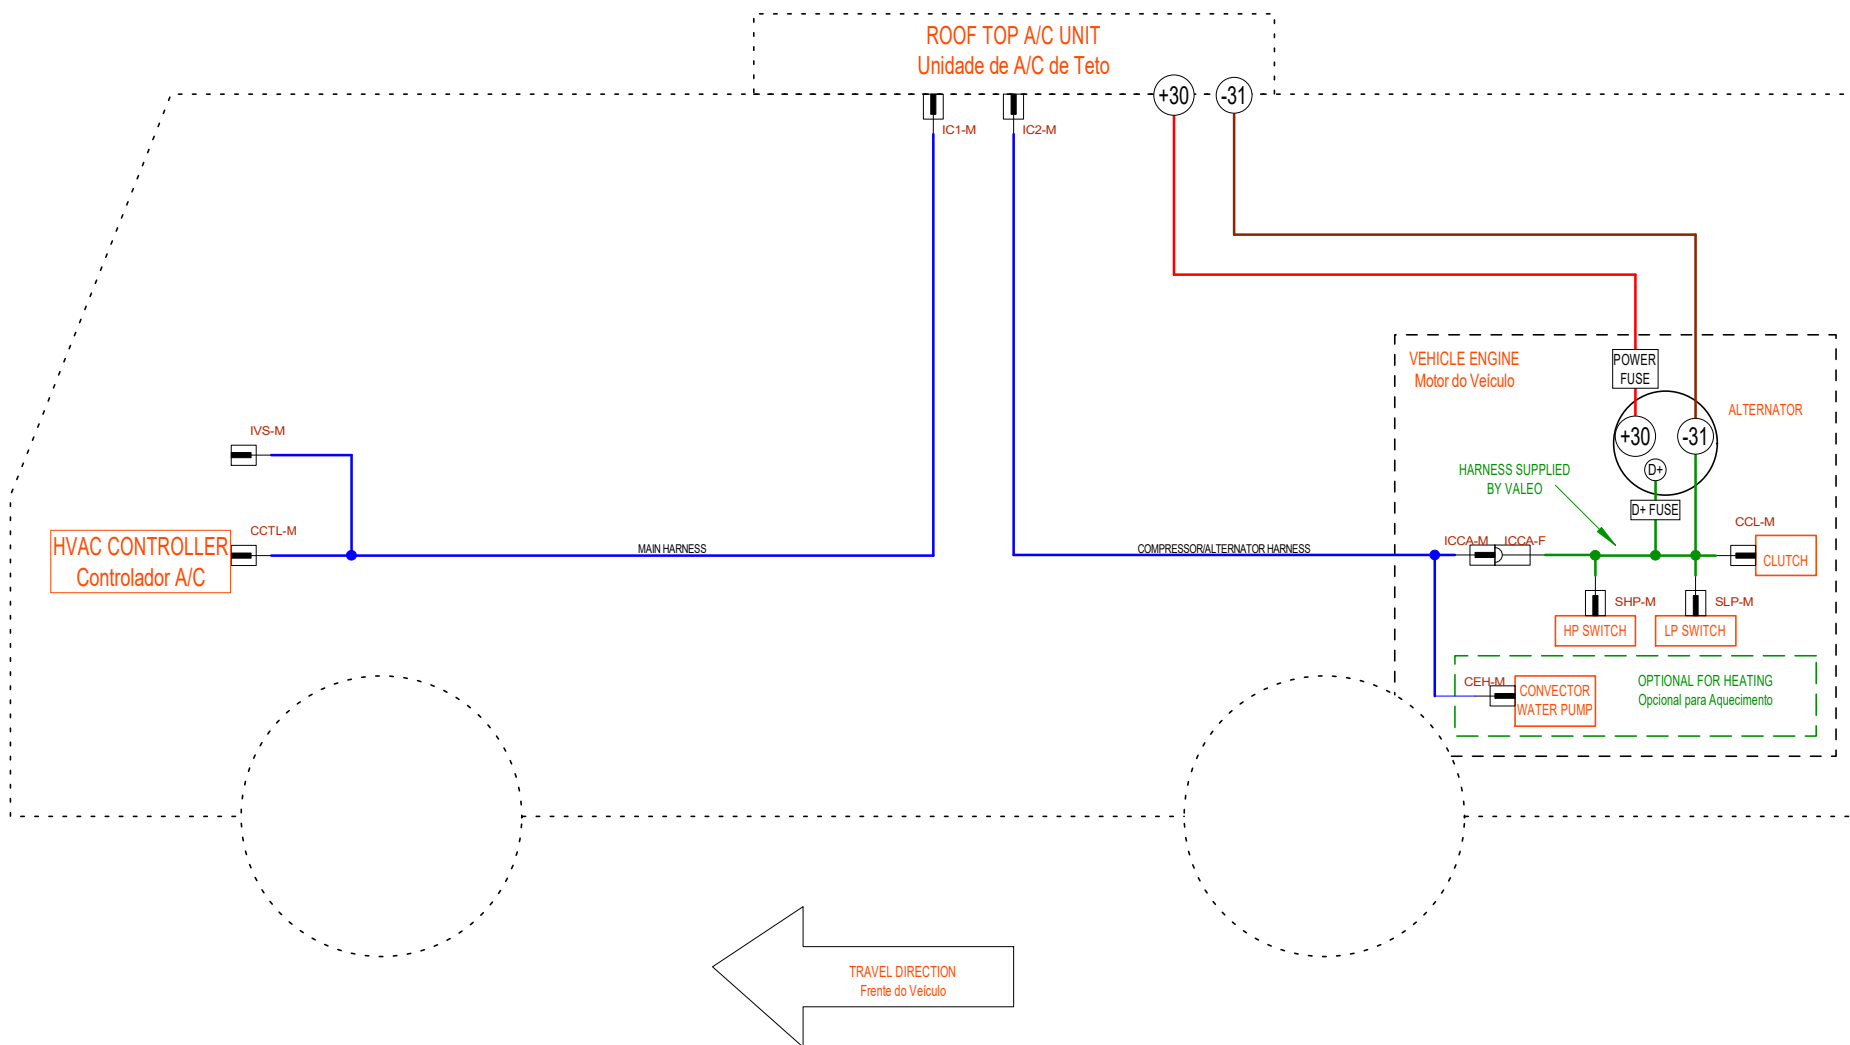 ROOF TOP A/C UNIT
Unidade de A/C de Teto
+30
-31
IC1-M
IC2-M
VEHICLE ENGINE
Motor do Veículo
POWER
FUSE
ALTERNATOR
+30
-31
D+
D+ FUSE
HARNESS SUPPLIED
BY VALEO
IVS-M
CCTL-M
HVAC CONTROLLER
Controlador A/C
MAIN HARNESS
COMPRESSOR/ALTERNATOR HARNESS
ICCA-M
ICCA-F
CCL-M
CLUTCH
SHP-M
HP SWITCH
SLP-M
LP SWITCH
CEH-M
CONVECTOR
WATER PUMP
OPTIONAL FOR HEATING
Opcional para Aquecimento
TRAVEL DIRECTION
Frente do Veículo